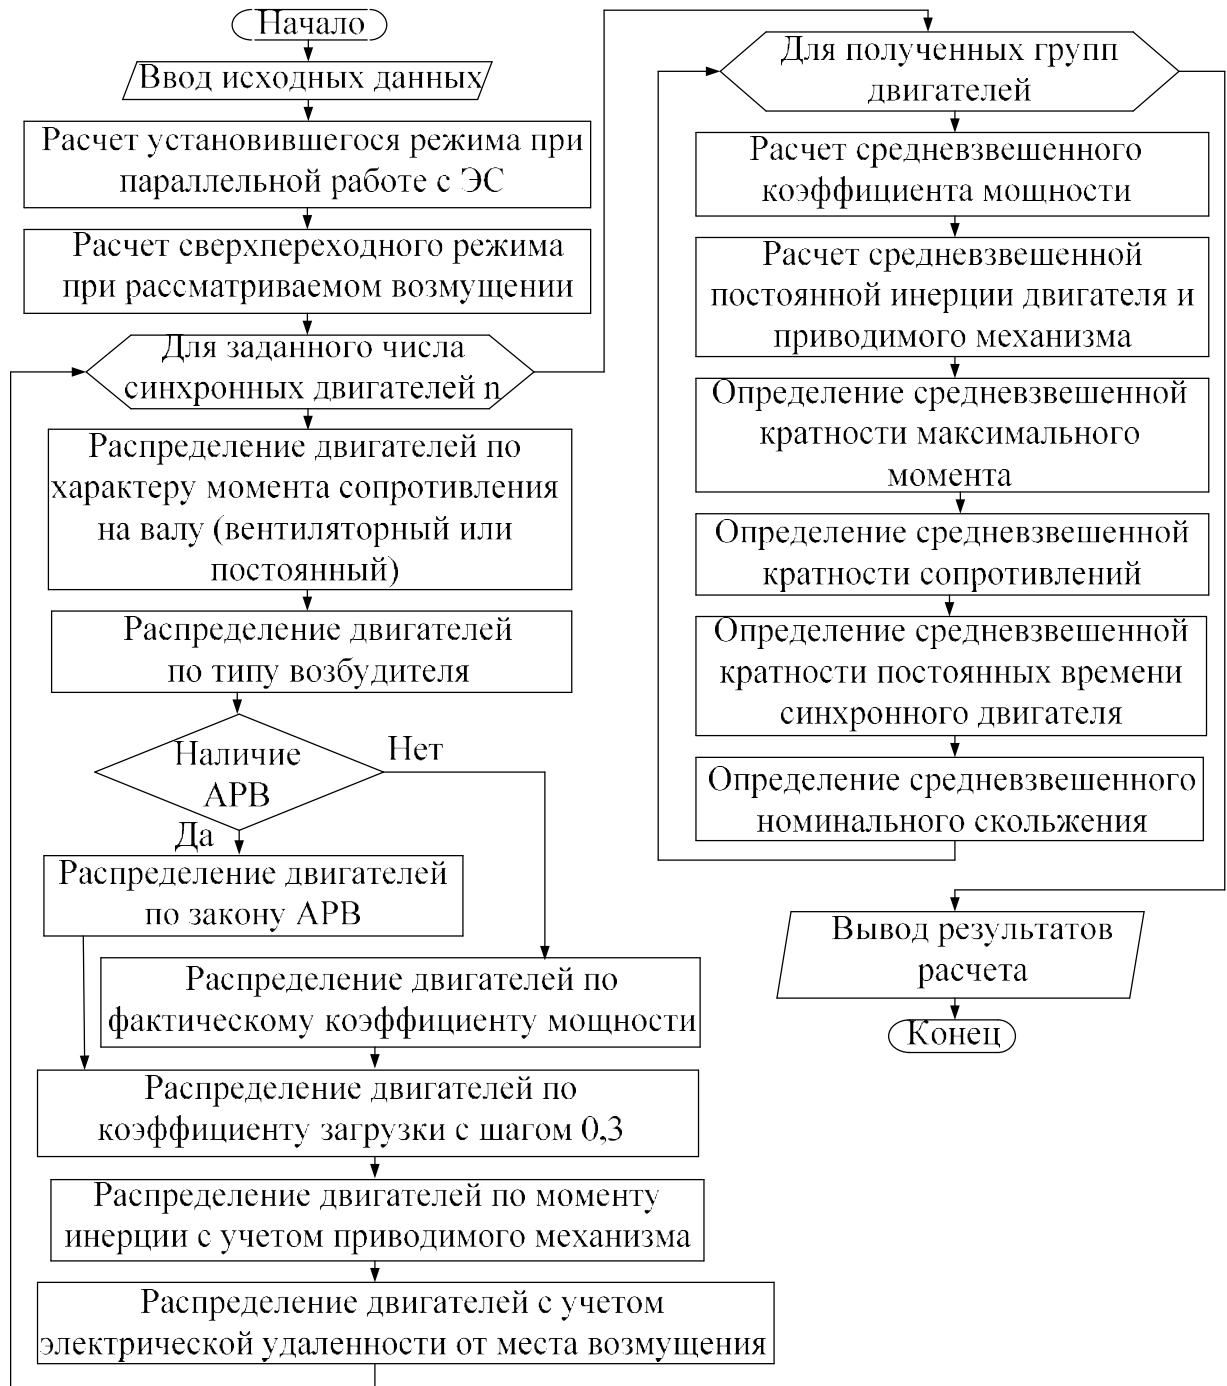 Начало
Ввод исходных данных
Расчет установившегося режима при
параллельной работе с ЭС
Расчет сверхпереходного режима
при рассматриваемом возмущении
Для заданного числа
синхронных двигателей n
Распределение двигателей по
характеру момента сопротивления
на валу (вентиляторный или
постоянный)
Распределение двигателей
по типу возбудителя
Наличие
АРВ
Нет
Да
Распределение двигателей
по закону АРВ
Распределение двигателей по
фактическому коэффициенту мощности
Распределение двигателей по
коэффициенту загрузки с шагом 0,3
Распределение двигателей по моменту
инерции с учетом приводимого механизма
Распределение двигателей с учетом
электрической удаленности от места возмущения
Для полученных групп
двигателей
Расчет средневзвешенного
коэффициента мощности
Расчет средневзвешенной
постоянной инерции двигателя и
приводимого механизма
Определение средневзвешенной
кратности максимального
момента
Определение средневзвешенной
кратности сопротивлений
Определение средневзвешенной
кратности постоянных времени
синхронного двигателя
Определение средневзвешенного
номинального скольжения
Вывод результатов
расчета
Конец